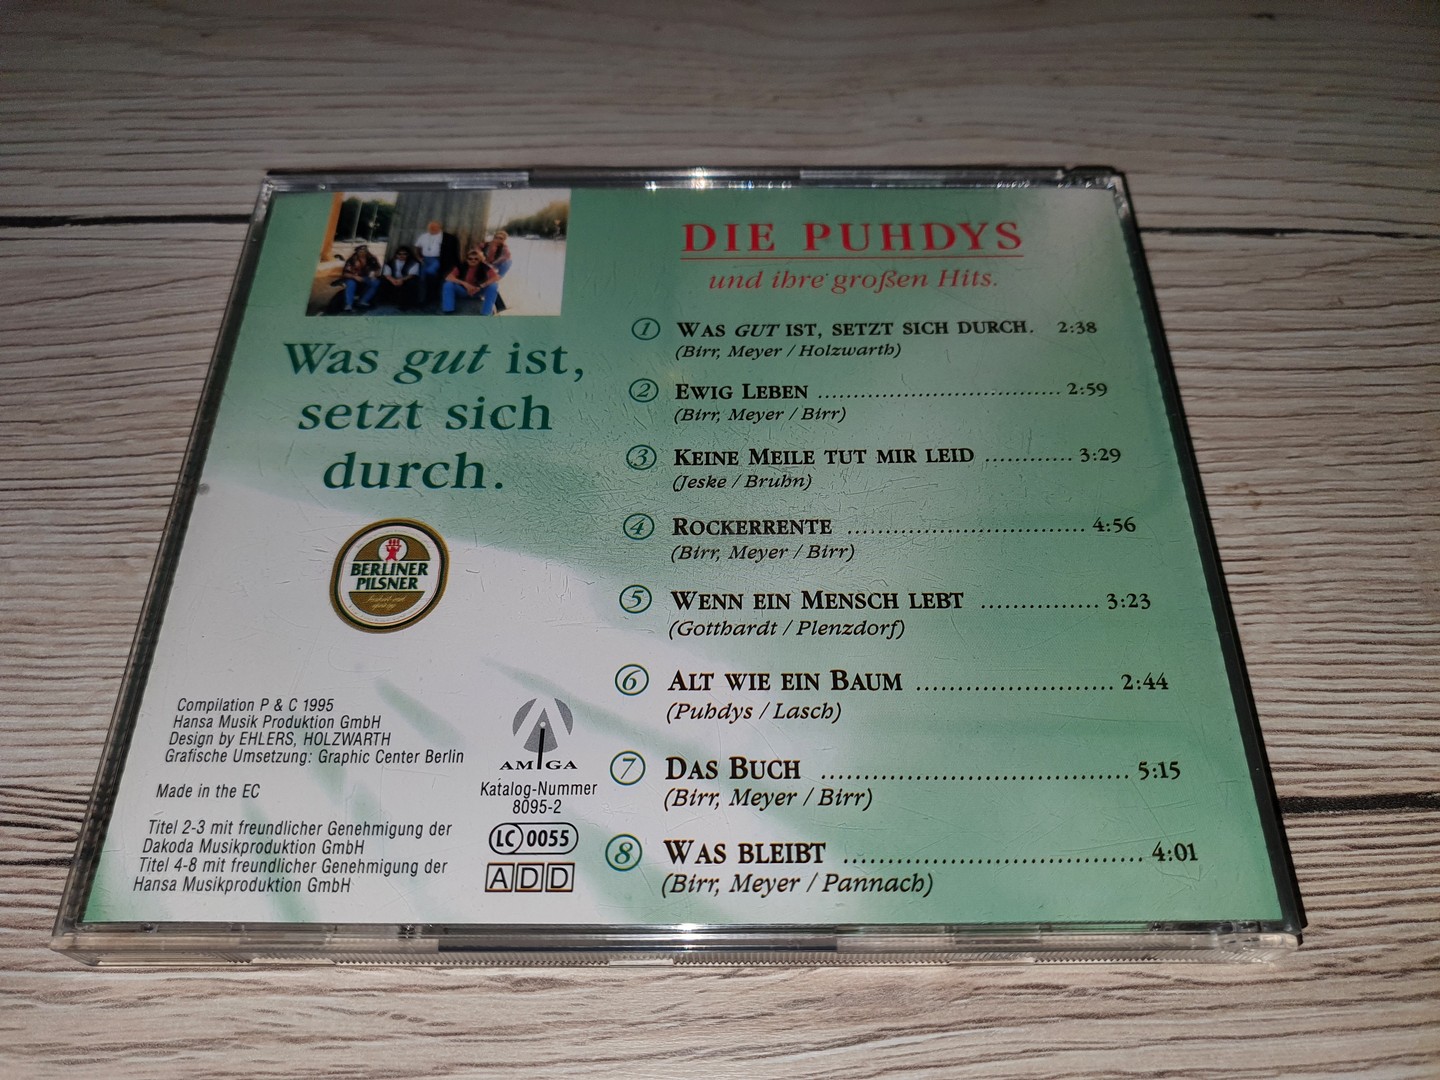 DIE PUHDYS
und ihre großen Hits.
Was gut ist,
setzt sich
durch.
BERLINER
PILSNER
1 WAS GUT IST, SETZT SICH DURCH. 2:38
(Birr, Meyer / Holzwarth)
2 EWIG LEBEN ........................................ 2:59
(Birr, Meyer / Birr)
3 KEINE MEILE TUT MIR LEID ............ 3:29
(Jeske / Bruhn)
4 ROCKERRENTE .................................. 4:56
(Birr, Meyer / Birr)
5 WENN EIN MENSCH LEBT ................ 3:23
(Gotthardt / Plenzdorf)
6 ALT WIE EIN BAUM .......................... 2:44
(Puhdys / Lasch)
7 DAS BUCH ........................................ 5:15
(Birr, Meyer / Birr)
8 WAS BLEIBT ...................................... 4:01
(Birr, Meyer / Pannach)
Compilation P & C 1995
Hansa Musik Produktion GmbH
Design by EHLERS, HOLZWARTH
Grafische Umsetzung: Graphic Center Berlin
Made in the EC
Titel 2-3 mit freundlicher Genehmigung der
Dakoda Musikproduktion GmbH
Titel 4-8 mit freundlicher Genehmigung der
Hansa Musikproduktion GmbH
AMIGA
Katalog-Nummer
8095-2
LC 0055
ADD